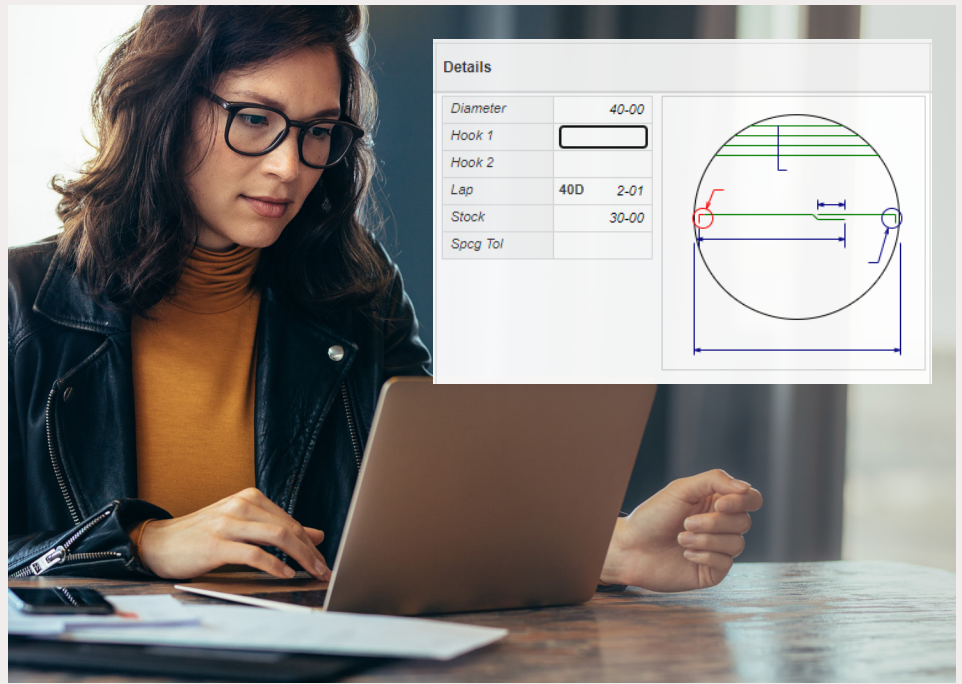 Details
Diameter 40-00
Hook 1
Hook 2
Lap 40D 2-01
Stock 30-00
Spcg Tol